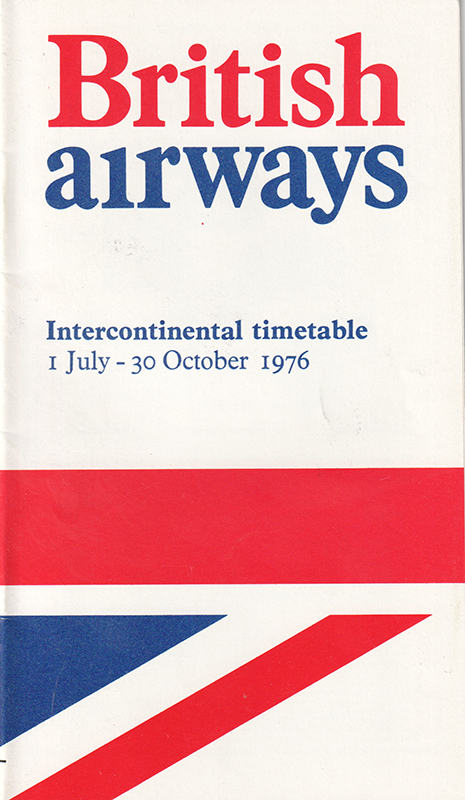 British
airways
Intercontinental timetable
1 July - 30 October 1976